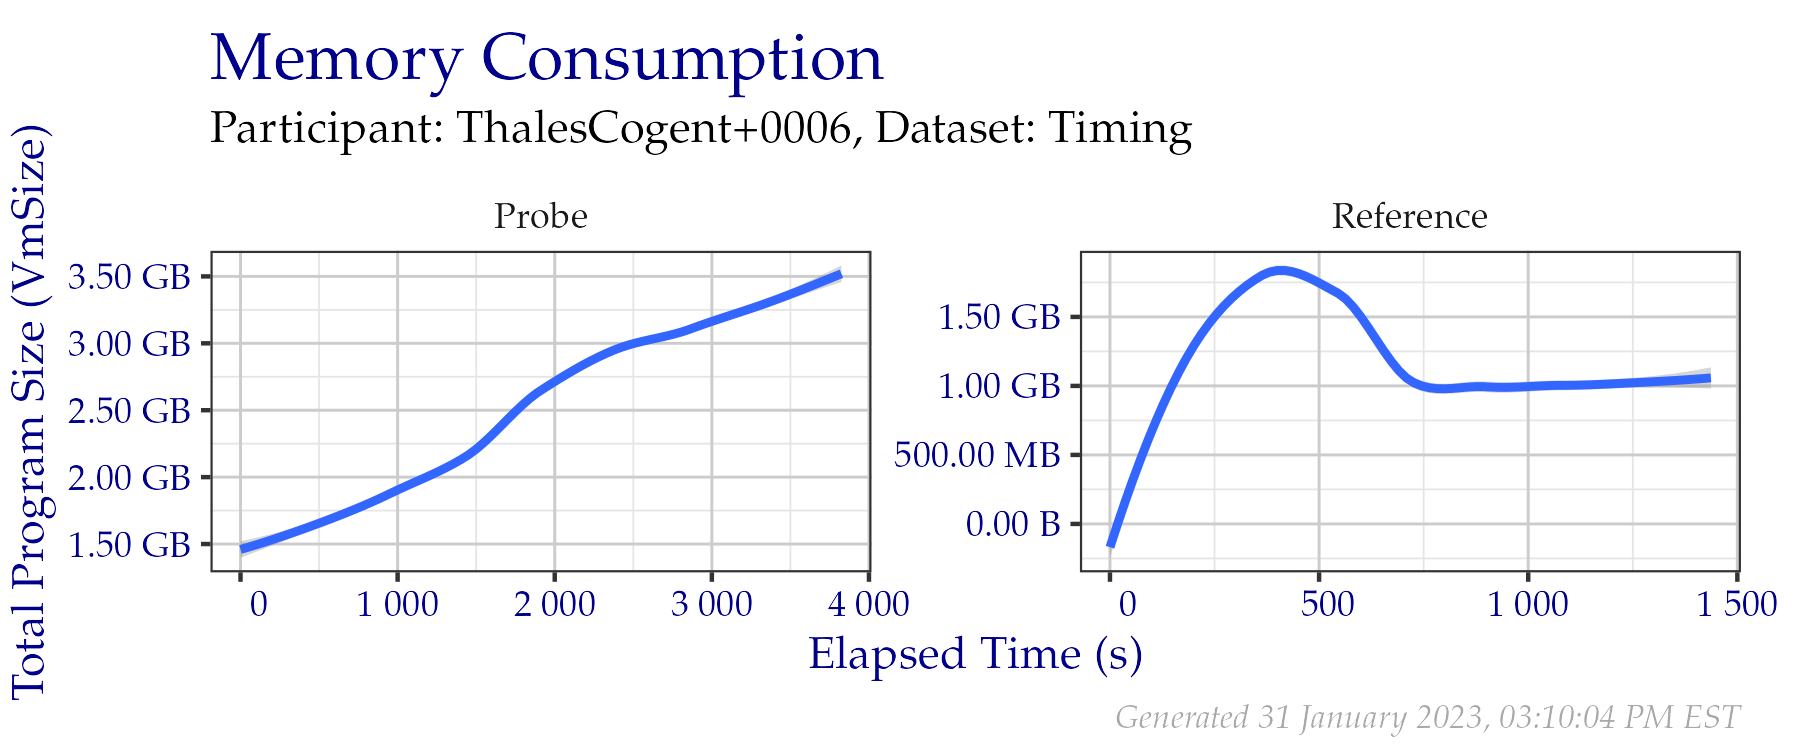 Memory Consumption
Participant: ThalesCogent+0006, Dataset: Timing
Total Program Size (VmSize)
Probe
3.50 GB
3.00 GB
2.50 GB
2.00 GB
1.50 GB
0 1 000 2 000 3 000 4 000
Reference
1.50 GB
1.00 GB
500.00 MB
0.00 B
0 500 1 000 1 500
Elapsed Time (s)
Generated 31 January 2023, 03:10:04 PM EST